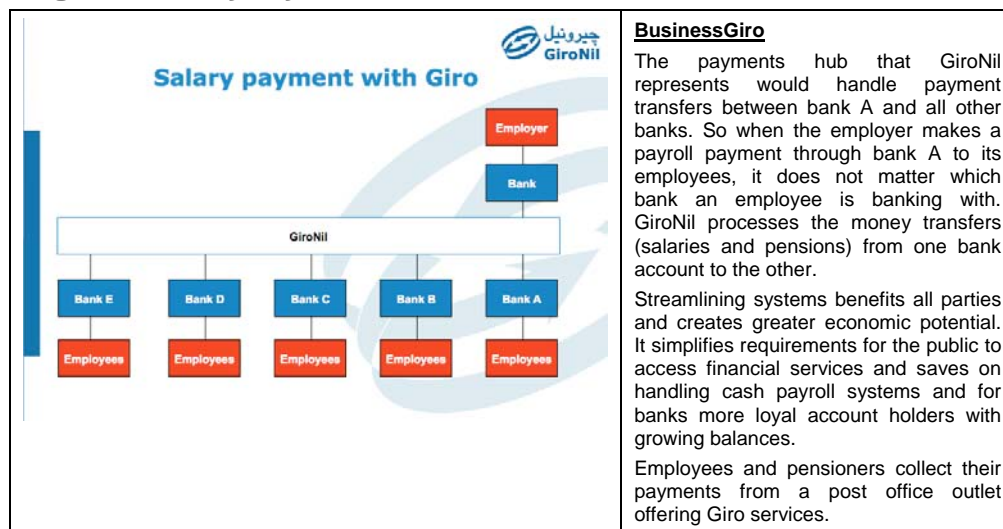 چيرونيل
GiroNil
Salary payment with Giro
Employer
Bank
GiroNil
Bank E
Bank D
Bank C
Bank B
Bank A
Employees
Employees
Employees
Employees
Employees
BusinessGiro
The payments hub that GiroNil
represents would handle payment
transfers between bank A and all other
banks. So when the employer makes a
payroll payment through bank A to its
employees, it does not matter which
bank an employee is banking with.
GiroNil processes the money transfers
(salaries and pensions) from one bank
account to the other.
Streamlining systems benefits all parties
and creates greater economic potential.
It simplifies requirements for the public to
access financial services and saves on
handling cash payroll systems and for
banks more loyal account holders with
growing balances.
Employees and pensioners collect their
payments from a post office outlet
offering Giro services.